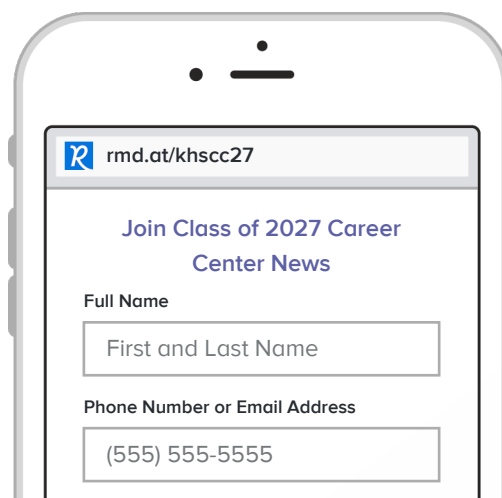 rmd.at/khscc27
Join Class of 2027 Career
Center News
Full Name
First and Last Name
Phone Number or Email Address
(555) 555-5555